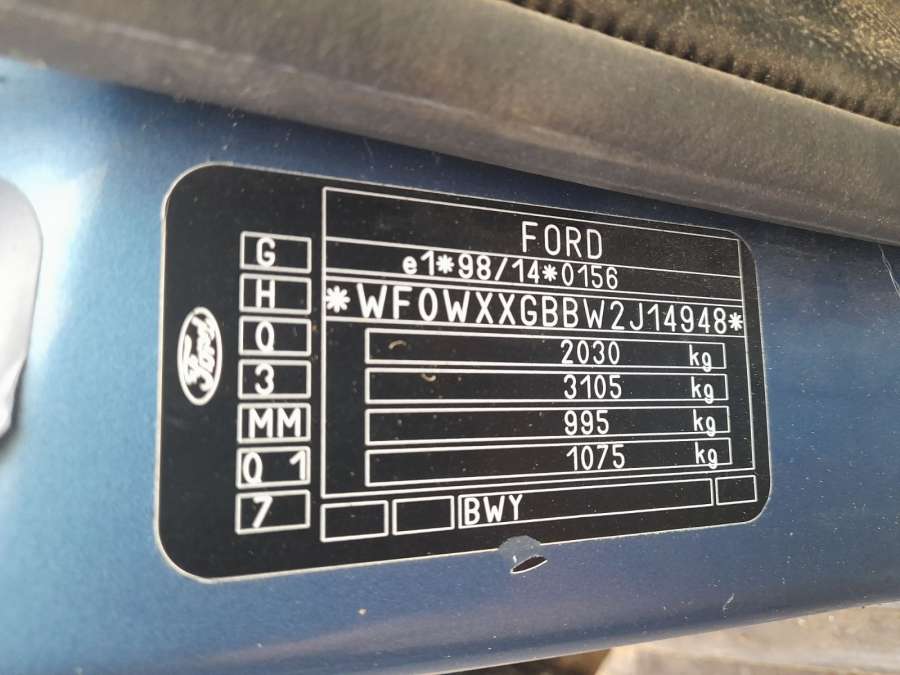 FORD
e1*98/14*0156
*WF0WXXGBBW2J14948*
2030 kg
3105 kg
995 kg
1075 kg
BWY
G
H
Q
3
MM
Q 1
7
Ford